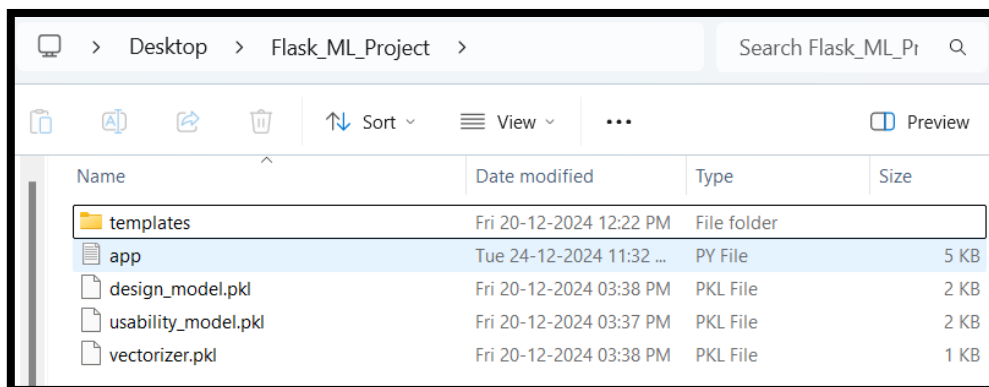 > Desktop > Flask_ML_Project > Search Flask_ML_Pr
Sort View ... Preview
Name Date modified Type Size
templates Fri 20-12-2024 12:22 PM File folder
app Tue 24-12-2024 11:32 ... PY File 5 KB
design_model.pkl Fri 20-12-2024 03:38 PM PKL File 2 KB
usability_model.pkl Fri 20-12-2024 03:37 PM PKL File 2 KB
vectorizer.pkl Fri 20-12-2024 03:38 PM PKL File 1 KB